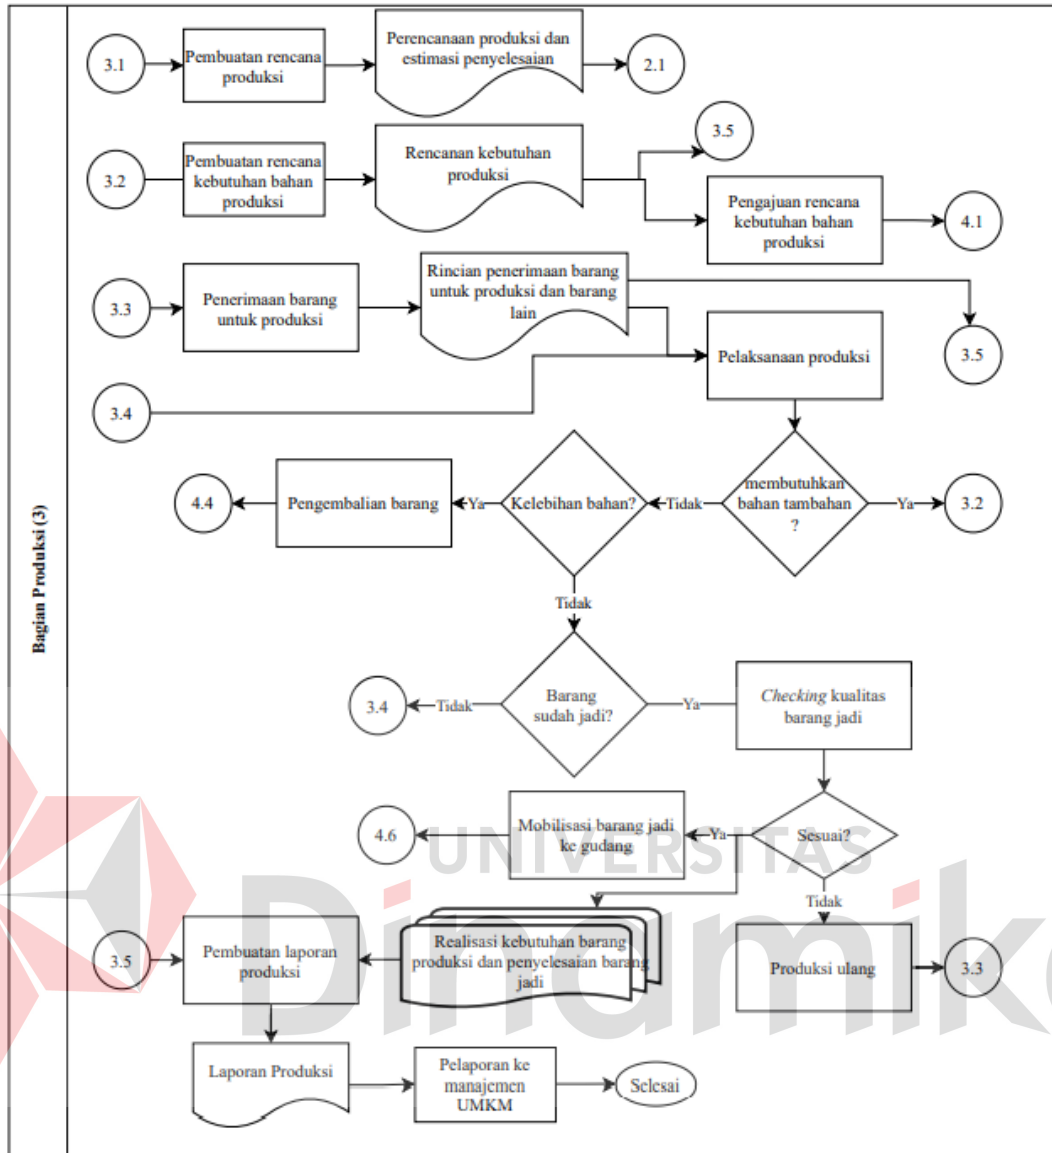 Bagian Produksi (3)
3.1
Pembuatan rencana
produksi
Perencanaan produksi dan
estimasi penyelesaian
2.1
3.2
Pembuatan rencana
kebutuhan bahan
produksi
Rencanan kebutuhan
produksi
3.5
Pengajuan rencana
kebutuhan bahan
produksi
4.1
3.3
Penerimaan barang
untuk produksi
Rincian penerimaan barang
untuk produksi dan barang
lain
3.5
Pelaksanaan produksi
3.4
4.4
Pengembalian barang
Ya
Kelebihan bahan?
Tidak
membutuhkan
bahan tambahan
?
Ya
3.2
Tidak
3.4
Tidak
Barang
sudah jadi?
Ya
Checking kualitas
barang jadi
4.6
Mobilisasi barang jadi
ke gudang
Ya
Sesuai?
Tidak
3.5
Pembuatan laporan
produksi
Realisasi kebutuhan barang
produksi dan penyelesaian barang
jadi
Produksi ulang
3.3
Laporan Produksi
Pelaporan ke
manajemen
UMKM
Selesai
UNIVERSITAS
Dinamika